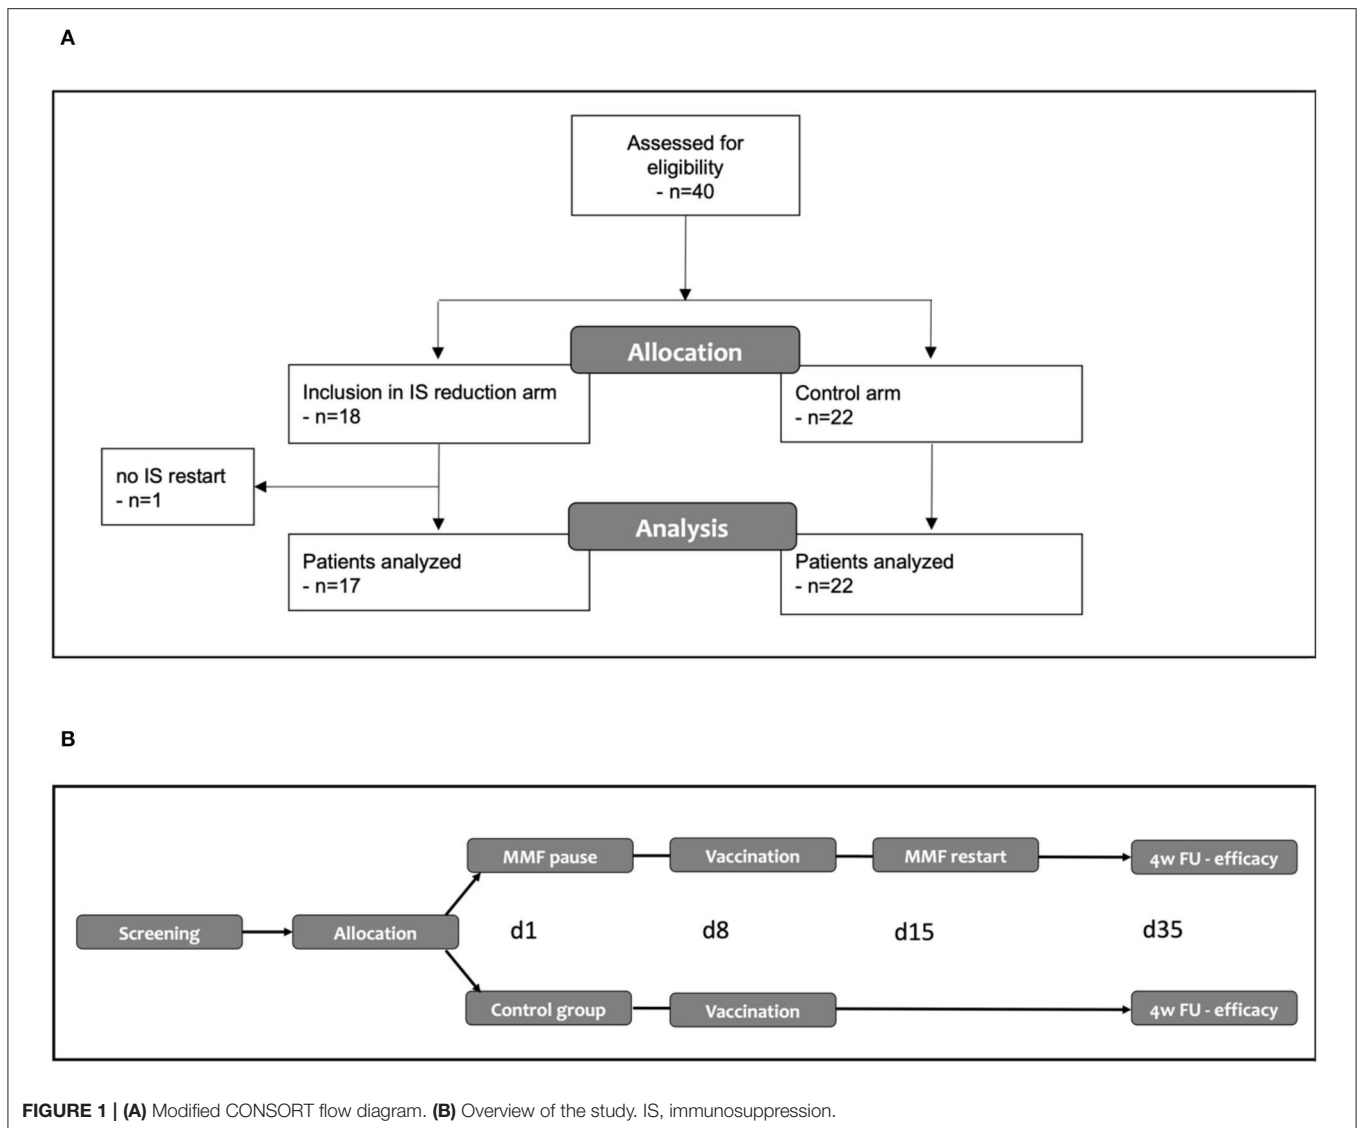 A
Assessed for
eligibility
- n=40
Allocation
Inclusion in IS reduction arm
- n=18
Control arm
- n=22
no IS restart
- n=1
Analysis
Patients analyzed
- n=17
Patients analyzed
- n=22
B
MMF pause
Vaccination
MMF restart
4w FU - efficacy
Screening
Allocation
d1
d8
d15
d35
Control group
Vaccination
4w FU - efficacy
FIGURE 1 | (A) Modified CONSORT flow diagram. (B) Overview of the study. IS, immunosuppression.